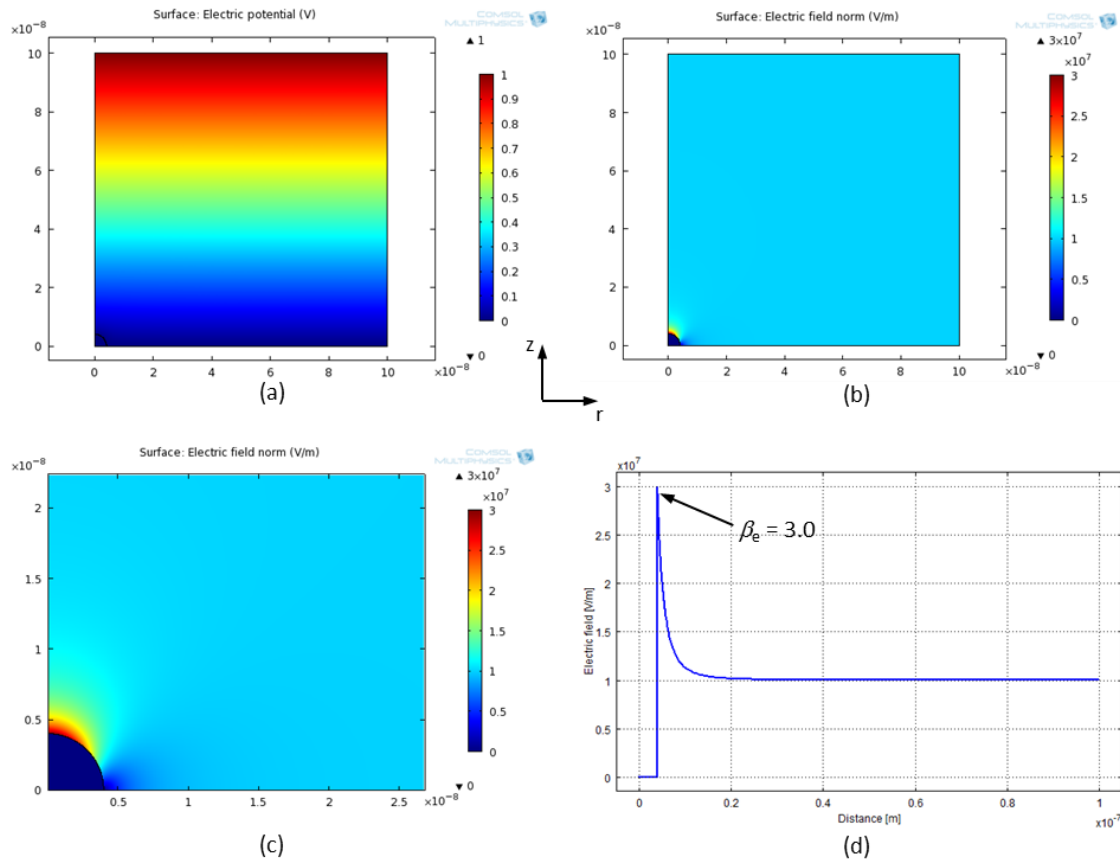 Surface: Electric potential (V)
COMSOL
MULTIPHYSICS
×10⁻⁸
10
8
6
4
2
0
0 2 4 6 8 10 ×10⁻⁸
▲ 1
1
0.9
0.8
0.7
0.6
0.5
0.4
0.3
0.2
0.1
0
▼ 0
(a)
Surface: Electric field norm (V/m)
COMSOL
MULTIPHYSICS
×10⁻⁸
10
8
6
4
2
0
0 2 4 6 8 10 ×10⁻⁸
▲ 3×10⁷
×10⁷
3
2.5
2
1.5
1
0.5
0
▼ 0
(b)
z
r
Surface: Electric field norm (V/m)
COMSOL
MULTIPHYSICS
×10⁻⁸
2
1.5
1
0.5
0
0.5 1 1.5 2 2.5 ×10⁻⁸
▲ 3×10⁷
×10⁷
3
2.5
2
1.5
1
0.5
0
▼ 0
(c)
×10⁷
3
2.5
2
1.5
1
0.5
0
Electric field [V/m]
βe = 3.0
0 0.2 0.4 0.6 0.8 1
Distance [m]
×10⁻⁷
(d)